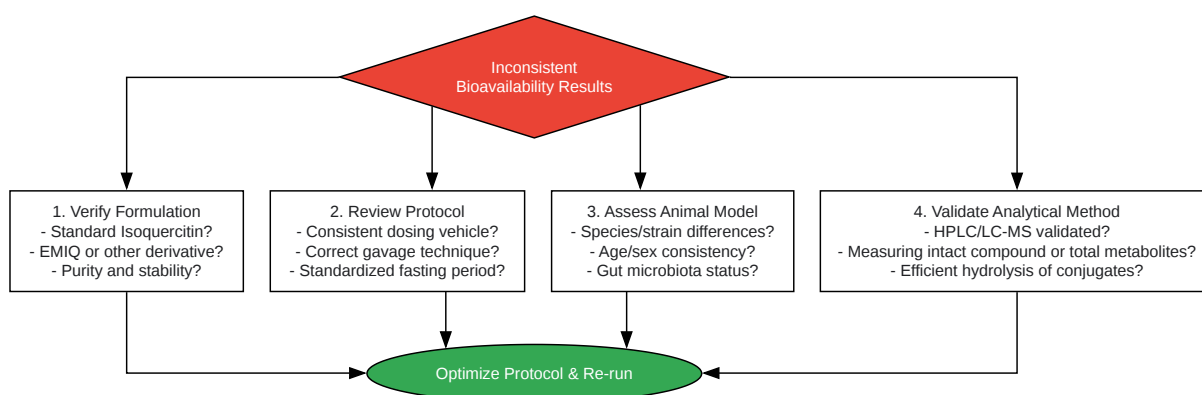 Inconsistent
Bioavailability Results
1. Verify Formulation
- Standard Isoquercitin?
- EMIQ or other derivative?
- Purity and stability?
2. Review Protocol
- Consistent dosing vehicle?
- Correct gavage technique?
- Standardized fasting period?
3. Assess Animal Model
- Species/strain differences?
- Age/sex consistency?
- Gut microbiota status?
4. Validate Analytical Method
- HPLC/LC-MS validated?
- Measuring intact compound or total metabolites?
- Efficient hydrolysis of conjugates?
Optimize Protocol & Re-run